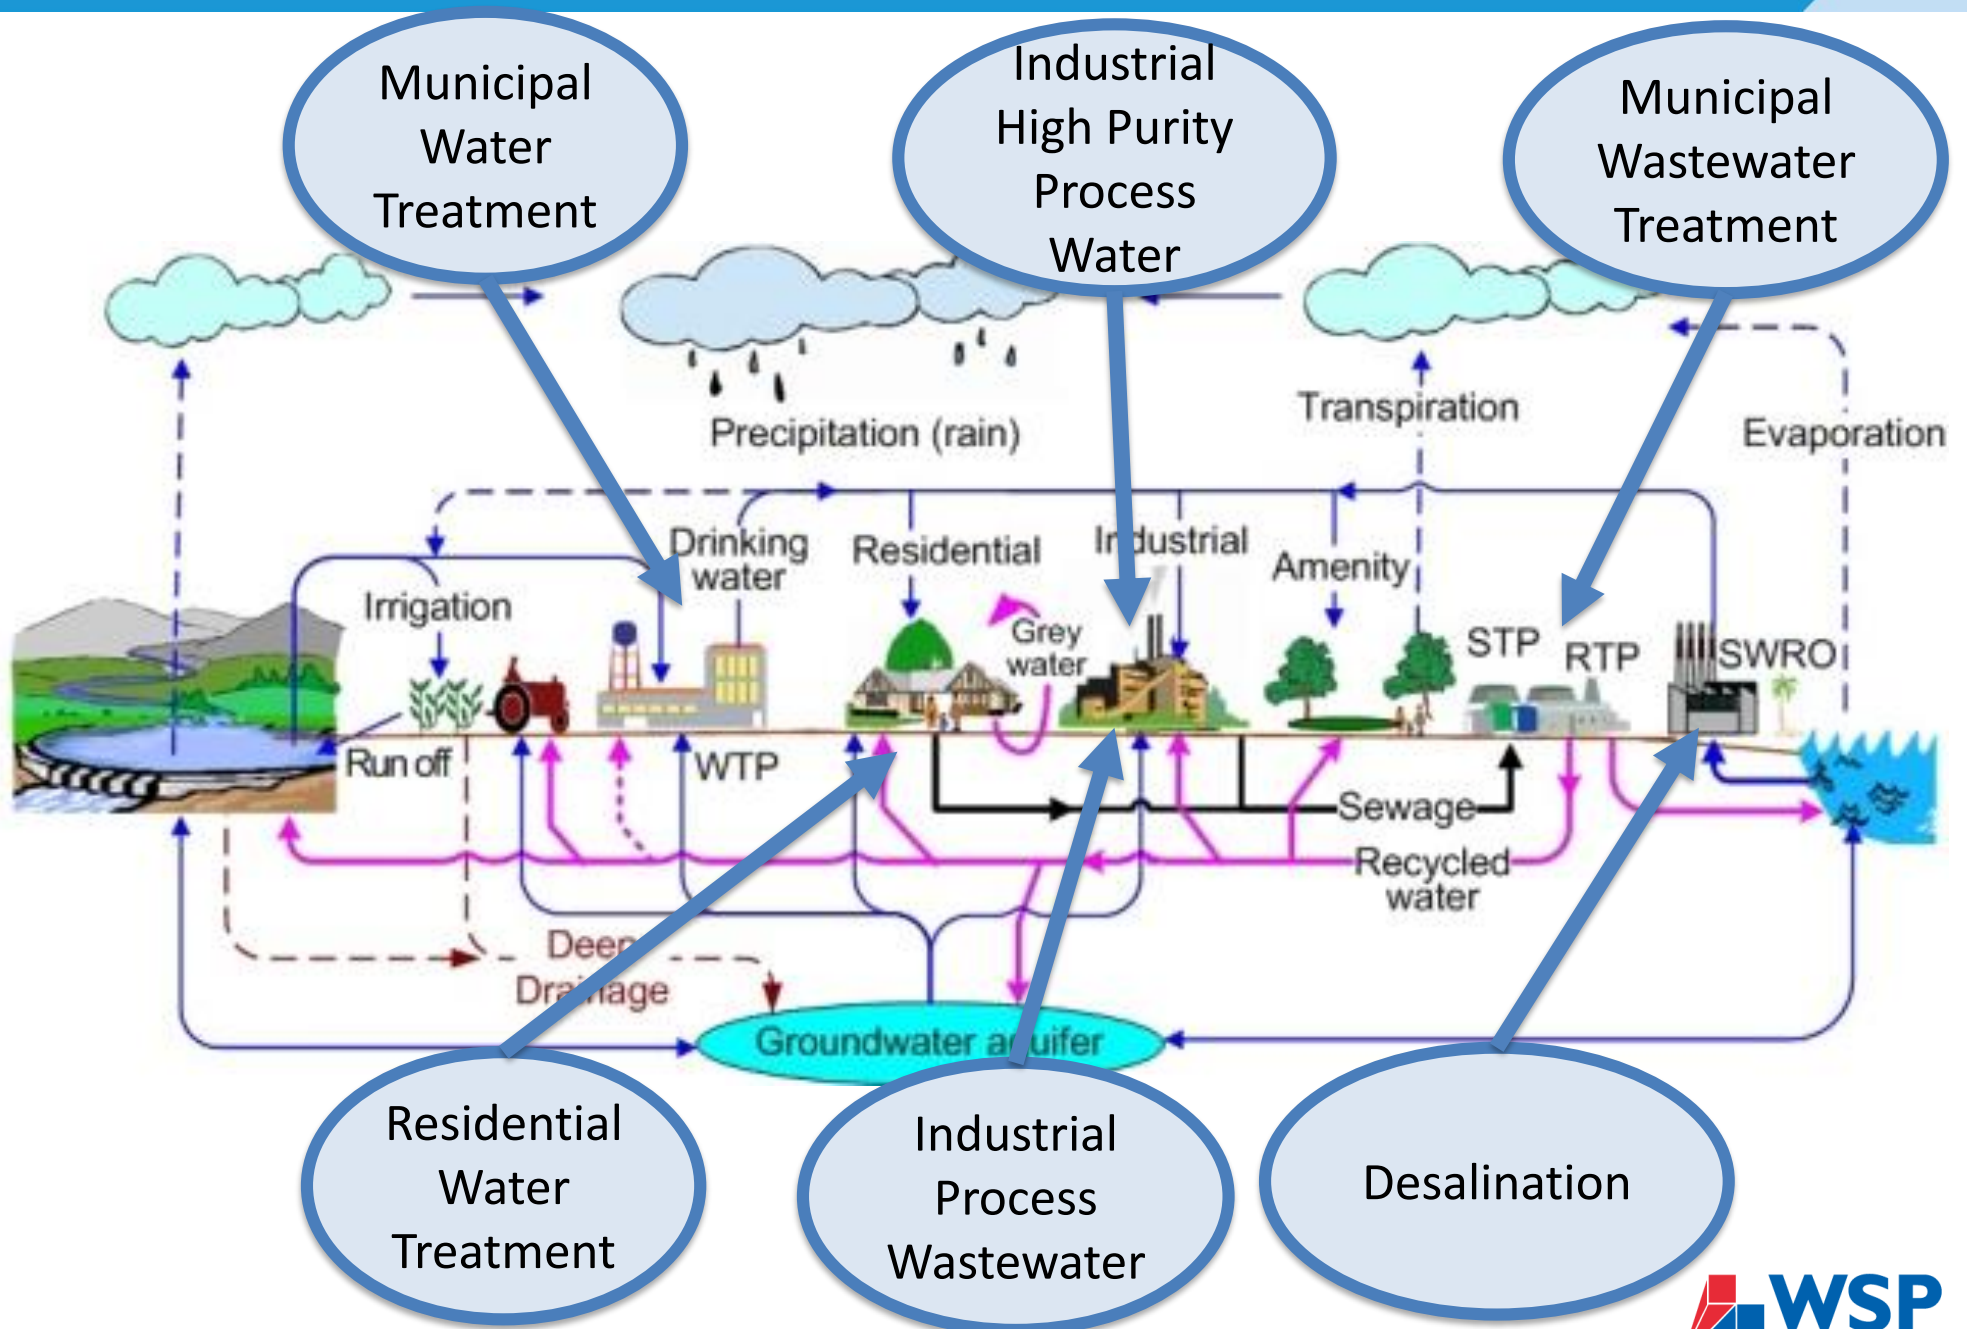 Municipal
Water
Treatment
Industrial
High Purity
Process
Water
Municipal
Wastewater
Treatment
Precipitation (rain)
Transpiration
Evaporation
Drinking
water
Residential
Industrial
Amenity
Irrigation
Grey
water
STP
RTP
SWRO
Run off
WTP
Sewage
Recycled
water
Deep
Drainage
Groundwater aquifer
Residential
Water
Treatment
Industrial
Process
Wastewater
Desalination
WSP